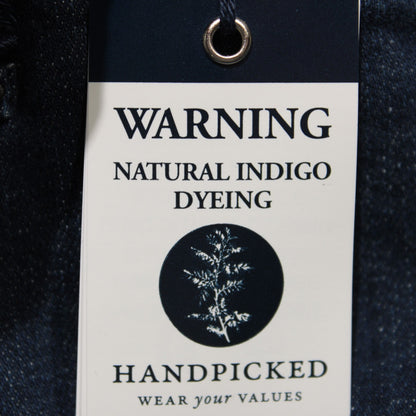 WARNING
NATURAL INDIGO
DYEING
HANDPICKED
WEAR your VALUES